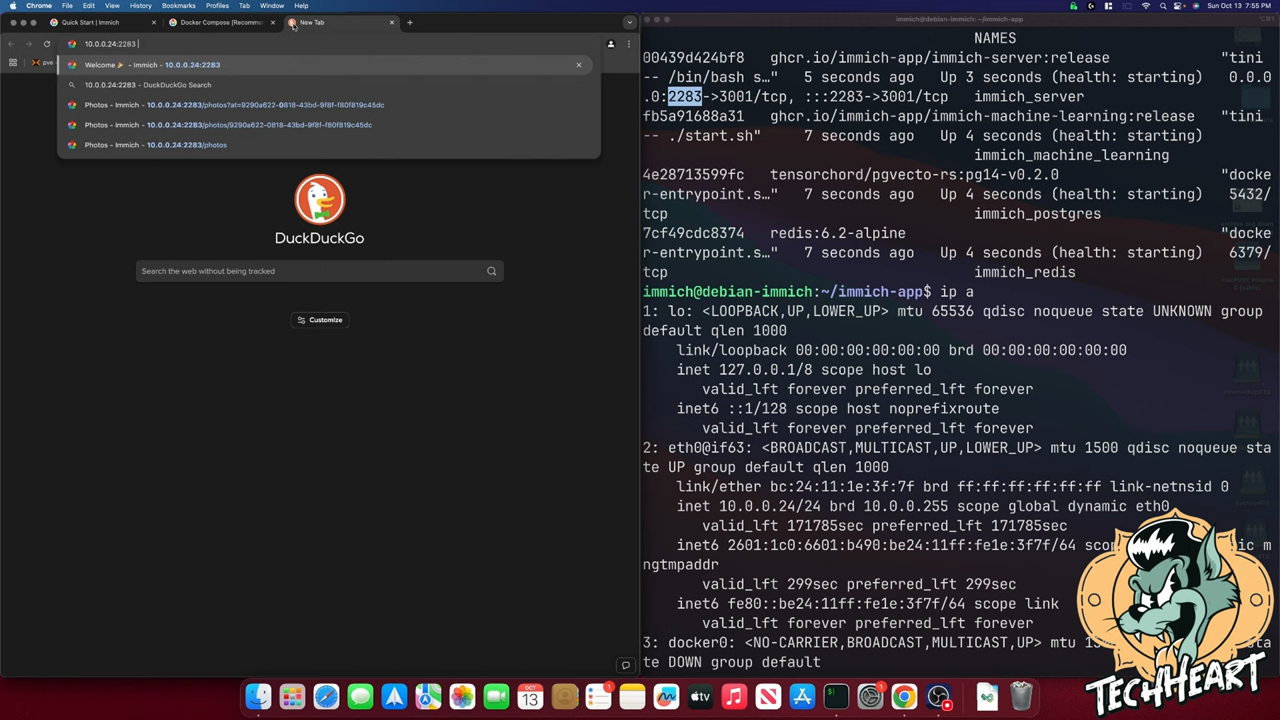 Chrome File Edit View History Bookmarks Profiles Tab Window Help
Sun Oct 13 7:55 PM
Quick Start | Immich
Docker Compose [Recomm
New Tab
immich@debian-immich: ~/immich-app
10.0.0.24:2283
pve
Welcome 🎉 - Immich - 10.0.0.24:2283
10.0.0.24:2283 - DuckDuckGo Search
Photos - Immich - 10.0.0.24:2283/photos?at=9290a622-0818-43bd-9f8f-f80f819c45dc
Photos - Immich - 10.0.0.24:2283/photos/9290a622-0818-43bd-9f8f-f80f819c45dc
Photos - Immich - 10.0.0.24:2283/photos
DuckDuckGo
Search the web without being tracked
Customize
NAMES
00439d424bf8 ghcr.io/immich-app/immich-server:release "tini
-- /bin/bash s…" 5 seconds ago Up 3 seconds (health: starting) 0.0.0
.0:2283->3001/tcp, :::2283->3001/tcp immich_server
fb5a91688a31 ghcr.io/immich-app/immich-machine-learning:release "tini
-- ./start.sh" 7 seconds ago Up 4 seconds (health: starting)
immich_machine_learning
4e28713599fc tensorchord/pgvecto-rs:pg14-v0.2.0 "docke
r-entrypoint.s…" 7 seconds ago Up 4 seconds (health: starting) 5432/
tcp immich_postgres
7cf49cdc8374 redis:6.2-alpine "docke
r-entrypoint.s…" 7 seconds ago Up 4 seconds (health: starting) 6379/
tcp immich_redis
immich@debian-immich:~/immich-app$ ip a
1: lo: <LOOPBACK,UP,LOWER_UP> mtu 65536 qdisc noqueue state UNKNOWN group
default qlen 1000
link/loopback 00:00:00:00:00:00 brd 00:00:00:00:00:00
inet 127.0.0.1/8 scope host lo
valid_lft forever preferred_lft forever
inet6 ::1/128 scope host noprefixroute
valid_lft forever preferred_lft forever
2: eth0@if63: <BROADCAST,MULTICAST,UP,LOWER_UP> mtu 1500 qdisc noqueue sta
te UP group default qlen 1000
link/ether bc:24:11:1e:3f:7f brd ff:ff:ff:ff:ff:ff link-netnsid 0
inet 10.0.0.24/24 brd 10.0.0.255 scope global dynamic eth0
valid_lft 171785sec preferred_lft 171785sec
inet6 2601:1c0:6601:b490:be24:11ff:fe1e:3f7f/64 scop ic m
ngtmpaddr
valid_lft 299sec preferred_lft 299sec
inet6 fe80::be24:11ff:fe1e:3f7f/64 scope link
valid_lft forever preferred_lft forever
3: docker0: <NO-CARRIER,BROADCAST,MULTICAST,UP> mtu 15
te DOWN group default
TECHHEART
OCT
13
tv
1